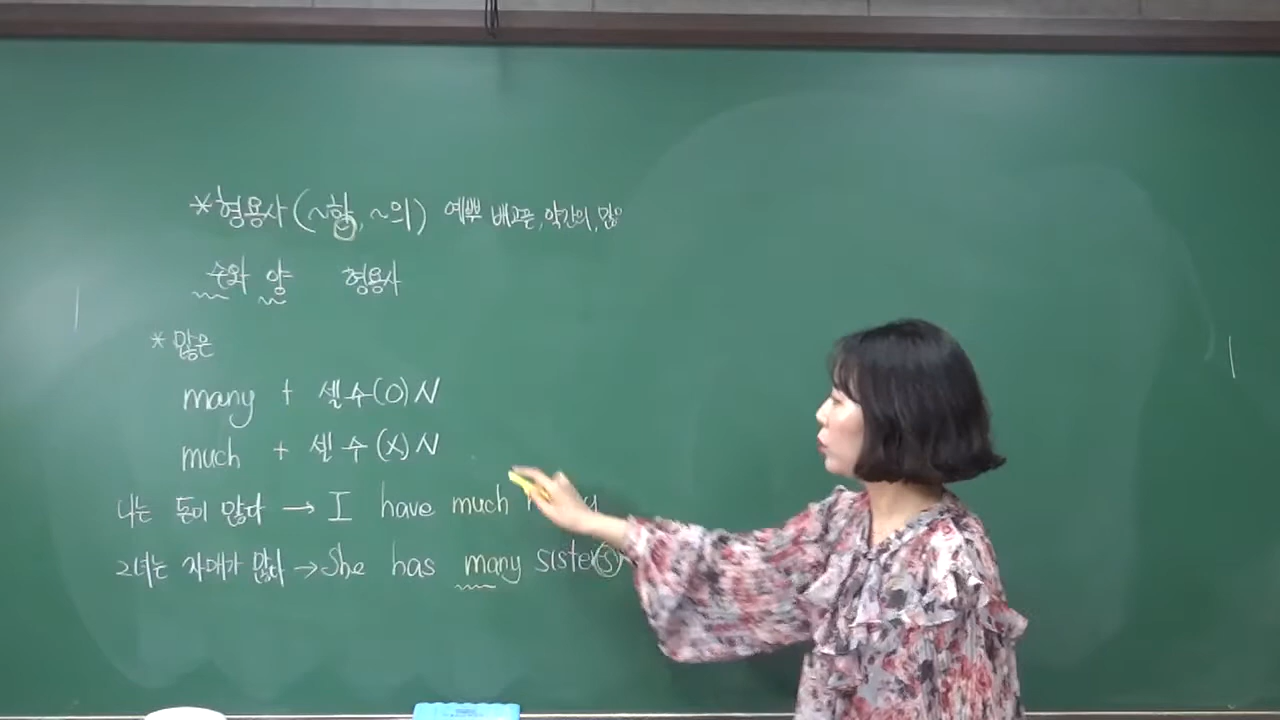 *형용사(~한, ~의) 예쁜 배고픈, 약간의, 많은
수와 양 형용사
*많은
many + 셀 수(O) N
much + 셀 수(X) N
나는 돈이 많다 → I have much
그녀는 자매가 많다 → She has many sister(s)